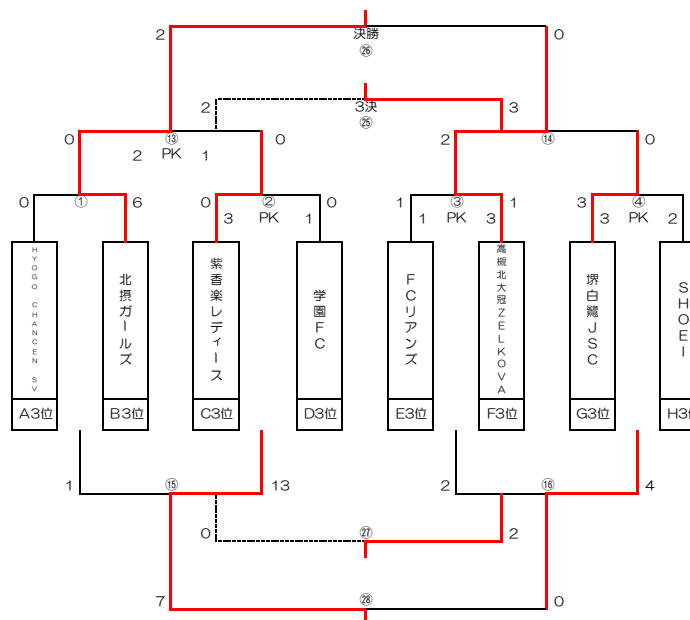 2 決勝 0
㉖
2 3決 3
㉕
0 ⑬ 0 2 ⑭ 0
2 PK 1
0 ① 6 0 ② 0 1 ③ 1 3 ④ 2
3 PK 1 1 PK 3 3 PK 2
HYOGO CHANCEN SV
北摂ガールズ
紫香楽レディース
学園FC
FCリアンズ
高槻北大冠ZELKOVA
堺白鷺JSC
SHOEI
A3位 B3位 C3位 D3位 E3位 F3位 G3位 H3位
1 ⑮ 13 2 ⑯ 4
0 ㉗ 2
7 ㉘ 0